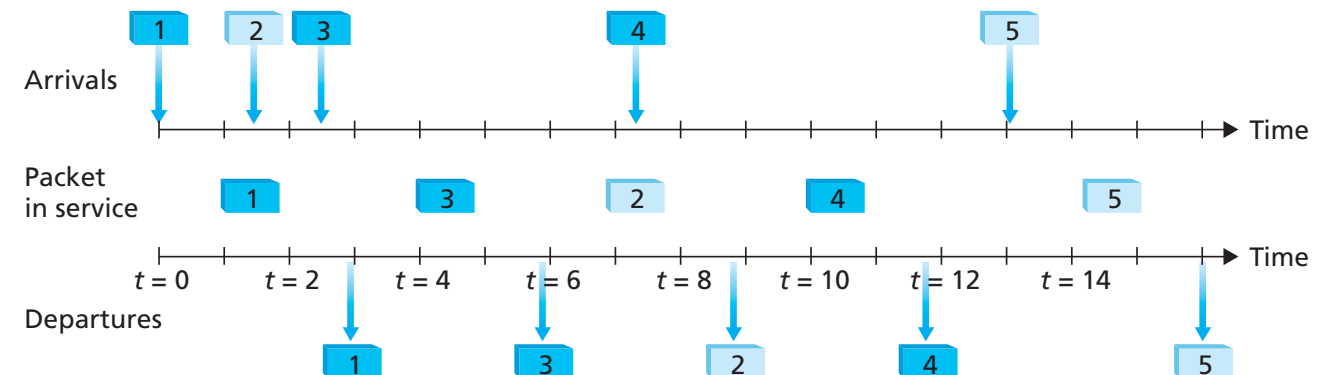 1 2 3 4 5
Arrivals
Time
Packet
in service
1 3 2 4 5
Time
t = 0 t = 2 t = 4 t = 6 t = 8 t = 10 t = 12 t = 14
Departures
1 3 2 4 5